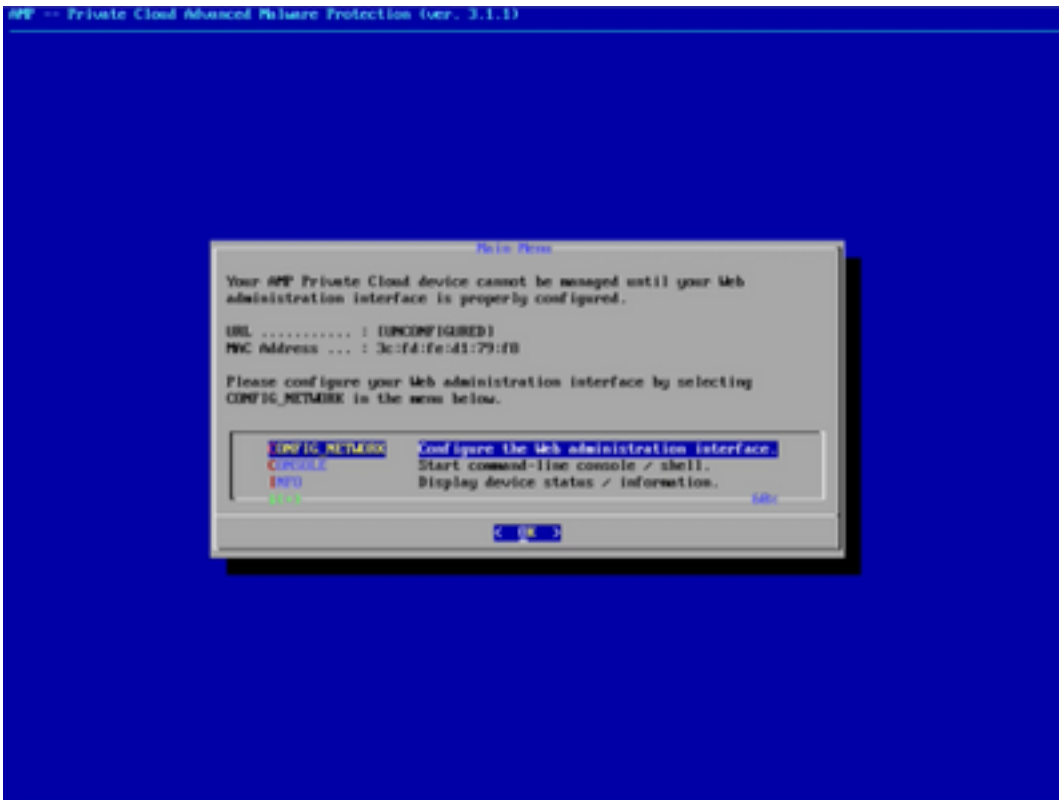 AMP -- Private Cloud Advanced Malware Protection (ver. 3.1.1)
Main Menu
Your AMP Private Cloud device cannot be managed until your Web
administration interface is properly configured.
URL ........... : [UNCONFIGURED]
MAC Address ... : 3c:fd:fe:d1:79:f8
Please configure your Web administration interface by selecting
CONFIG_NETWORK in the menu below.
CONFIG_NETWORK Configure the Web administration interface.
CONSOLE Start command-line console / shell.
INFO Display device status / information.
60%
< OK >